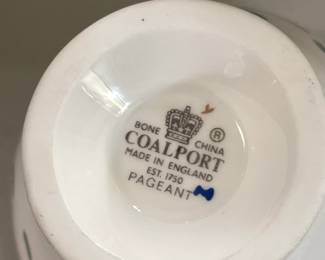 BONE CHINA ®
COALPORT
MADE IN ENGLAND
EST. 1750
PAGEANT